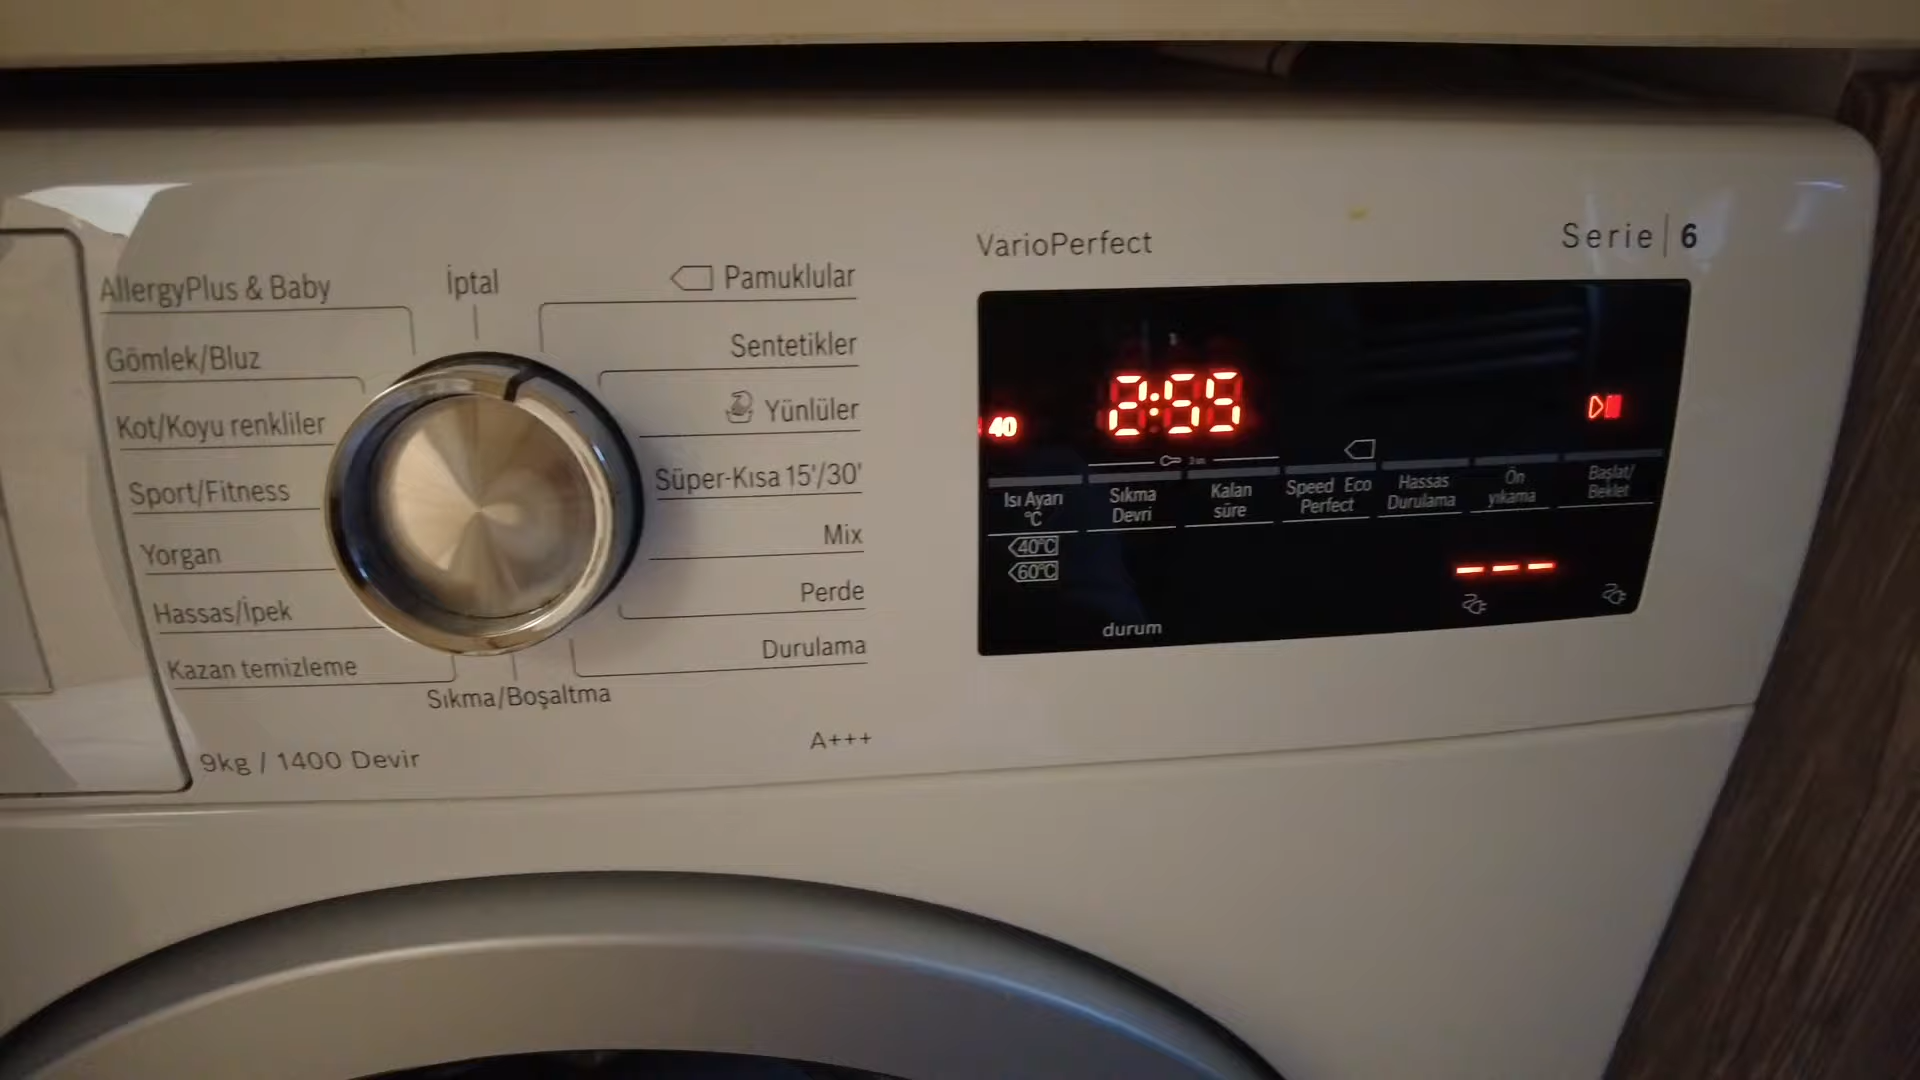 AllergyPlus & Baby
Gömlek/Bluz
Kot/Koyu renkliler
Sport/Fitness
Yorgan
Hassas/İpek
Kazan temizleme
İptal
Sıkma/Boşaltma
Pamuklular
Sentetikler
Yünlüler
Süper-Kısa 15'/30'
Mix
Perde
Durulama
9kg / 1400 Devir
A+++
VarioPerfect
Serie | 6
40
2:55
Isı Ayarı °C
Sıkma Devri
Kalan süre
Speed Eco Perfect
Hassas Durulama
Ön yıkama
Başlat/ Beklet
40°C
60°C
---
durum